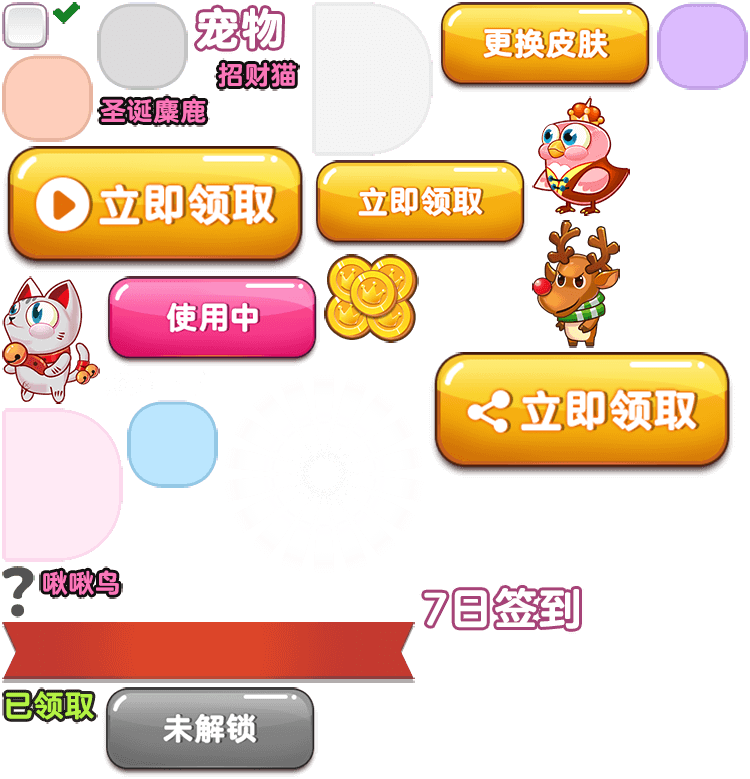 宠物
更换皮肤
招财猫
圣诞麋鹿
立即领取
立即领取
使用中
立即领取
啾啾鸟
7日签到
已领取
未解锁